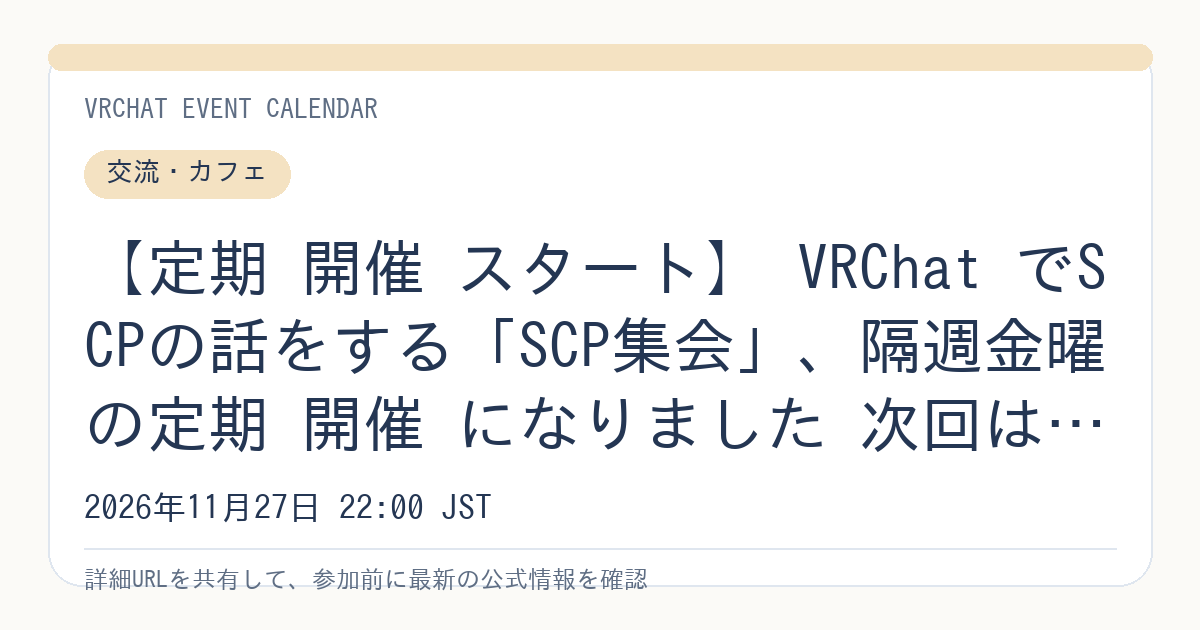 VRCHAT EVENT CALENDAR
交流・カフェ
【定期 開催 スタート】 VRChat でS
CPの話をする「SCP集会」、隔週金曜
の定期 開催 になりました 次回は…
2026年11月27日 22:00 JST
詳細URLを共有して、参加前に最新の公式情報を確認